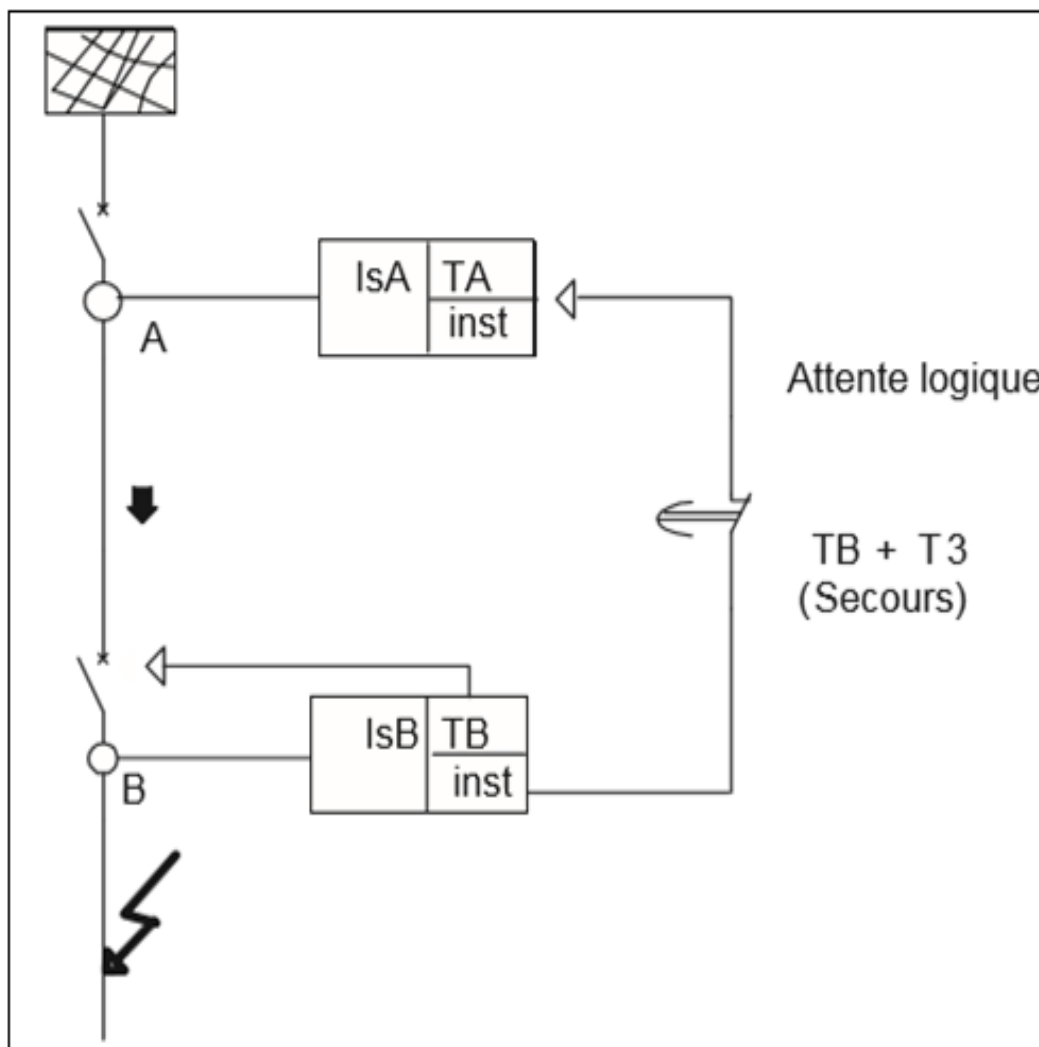 IsA TA
inst
A
Attente logique
TB + T3
(Secours)
IsB TB
inst
B